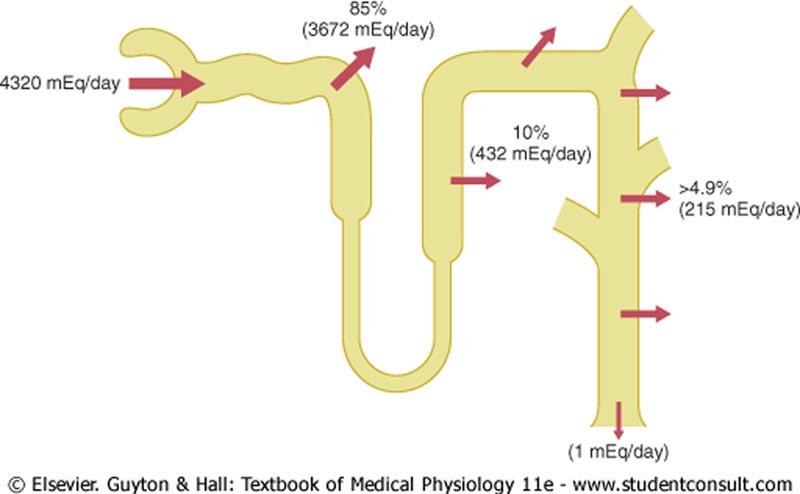 85%
(3672 mEq/day)
4320 mEq/day
10%
(432 mEq/day)
>4.9%
(215 mEq/day)
(1 mEq/day)
© Elsevier. Guyton & Hall: Textbook of Medical Physiology 11e - www.studentconsult.com